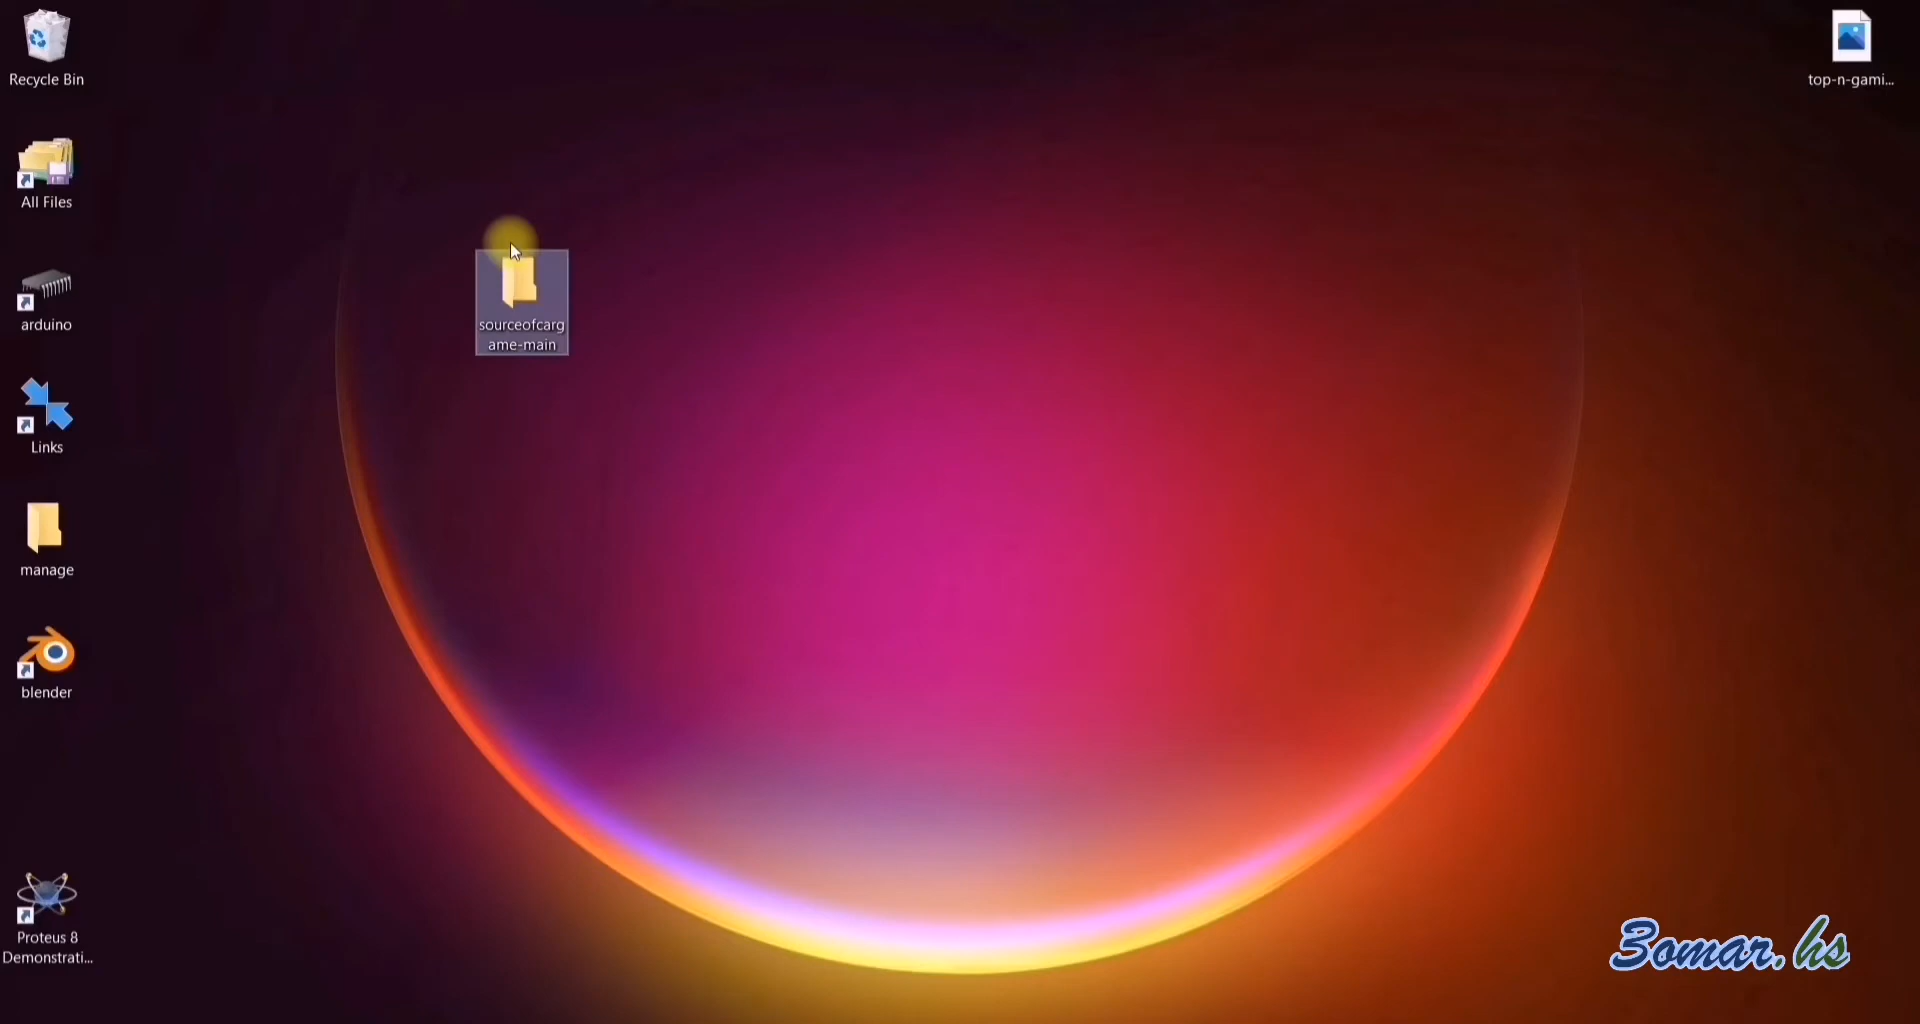 Recycle Bin
All Files
arduino
Links
manage
blender
Proteus 8
Demonstrati...
sourceofcarg
ame-main
top-n-gami...
3omar.hs